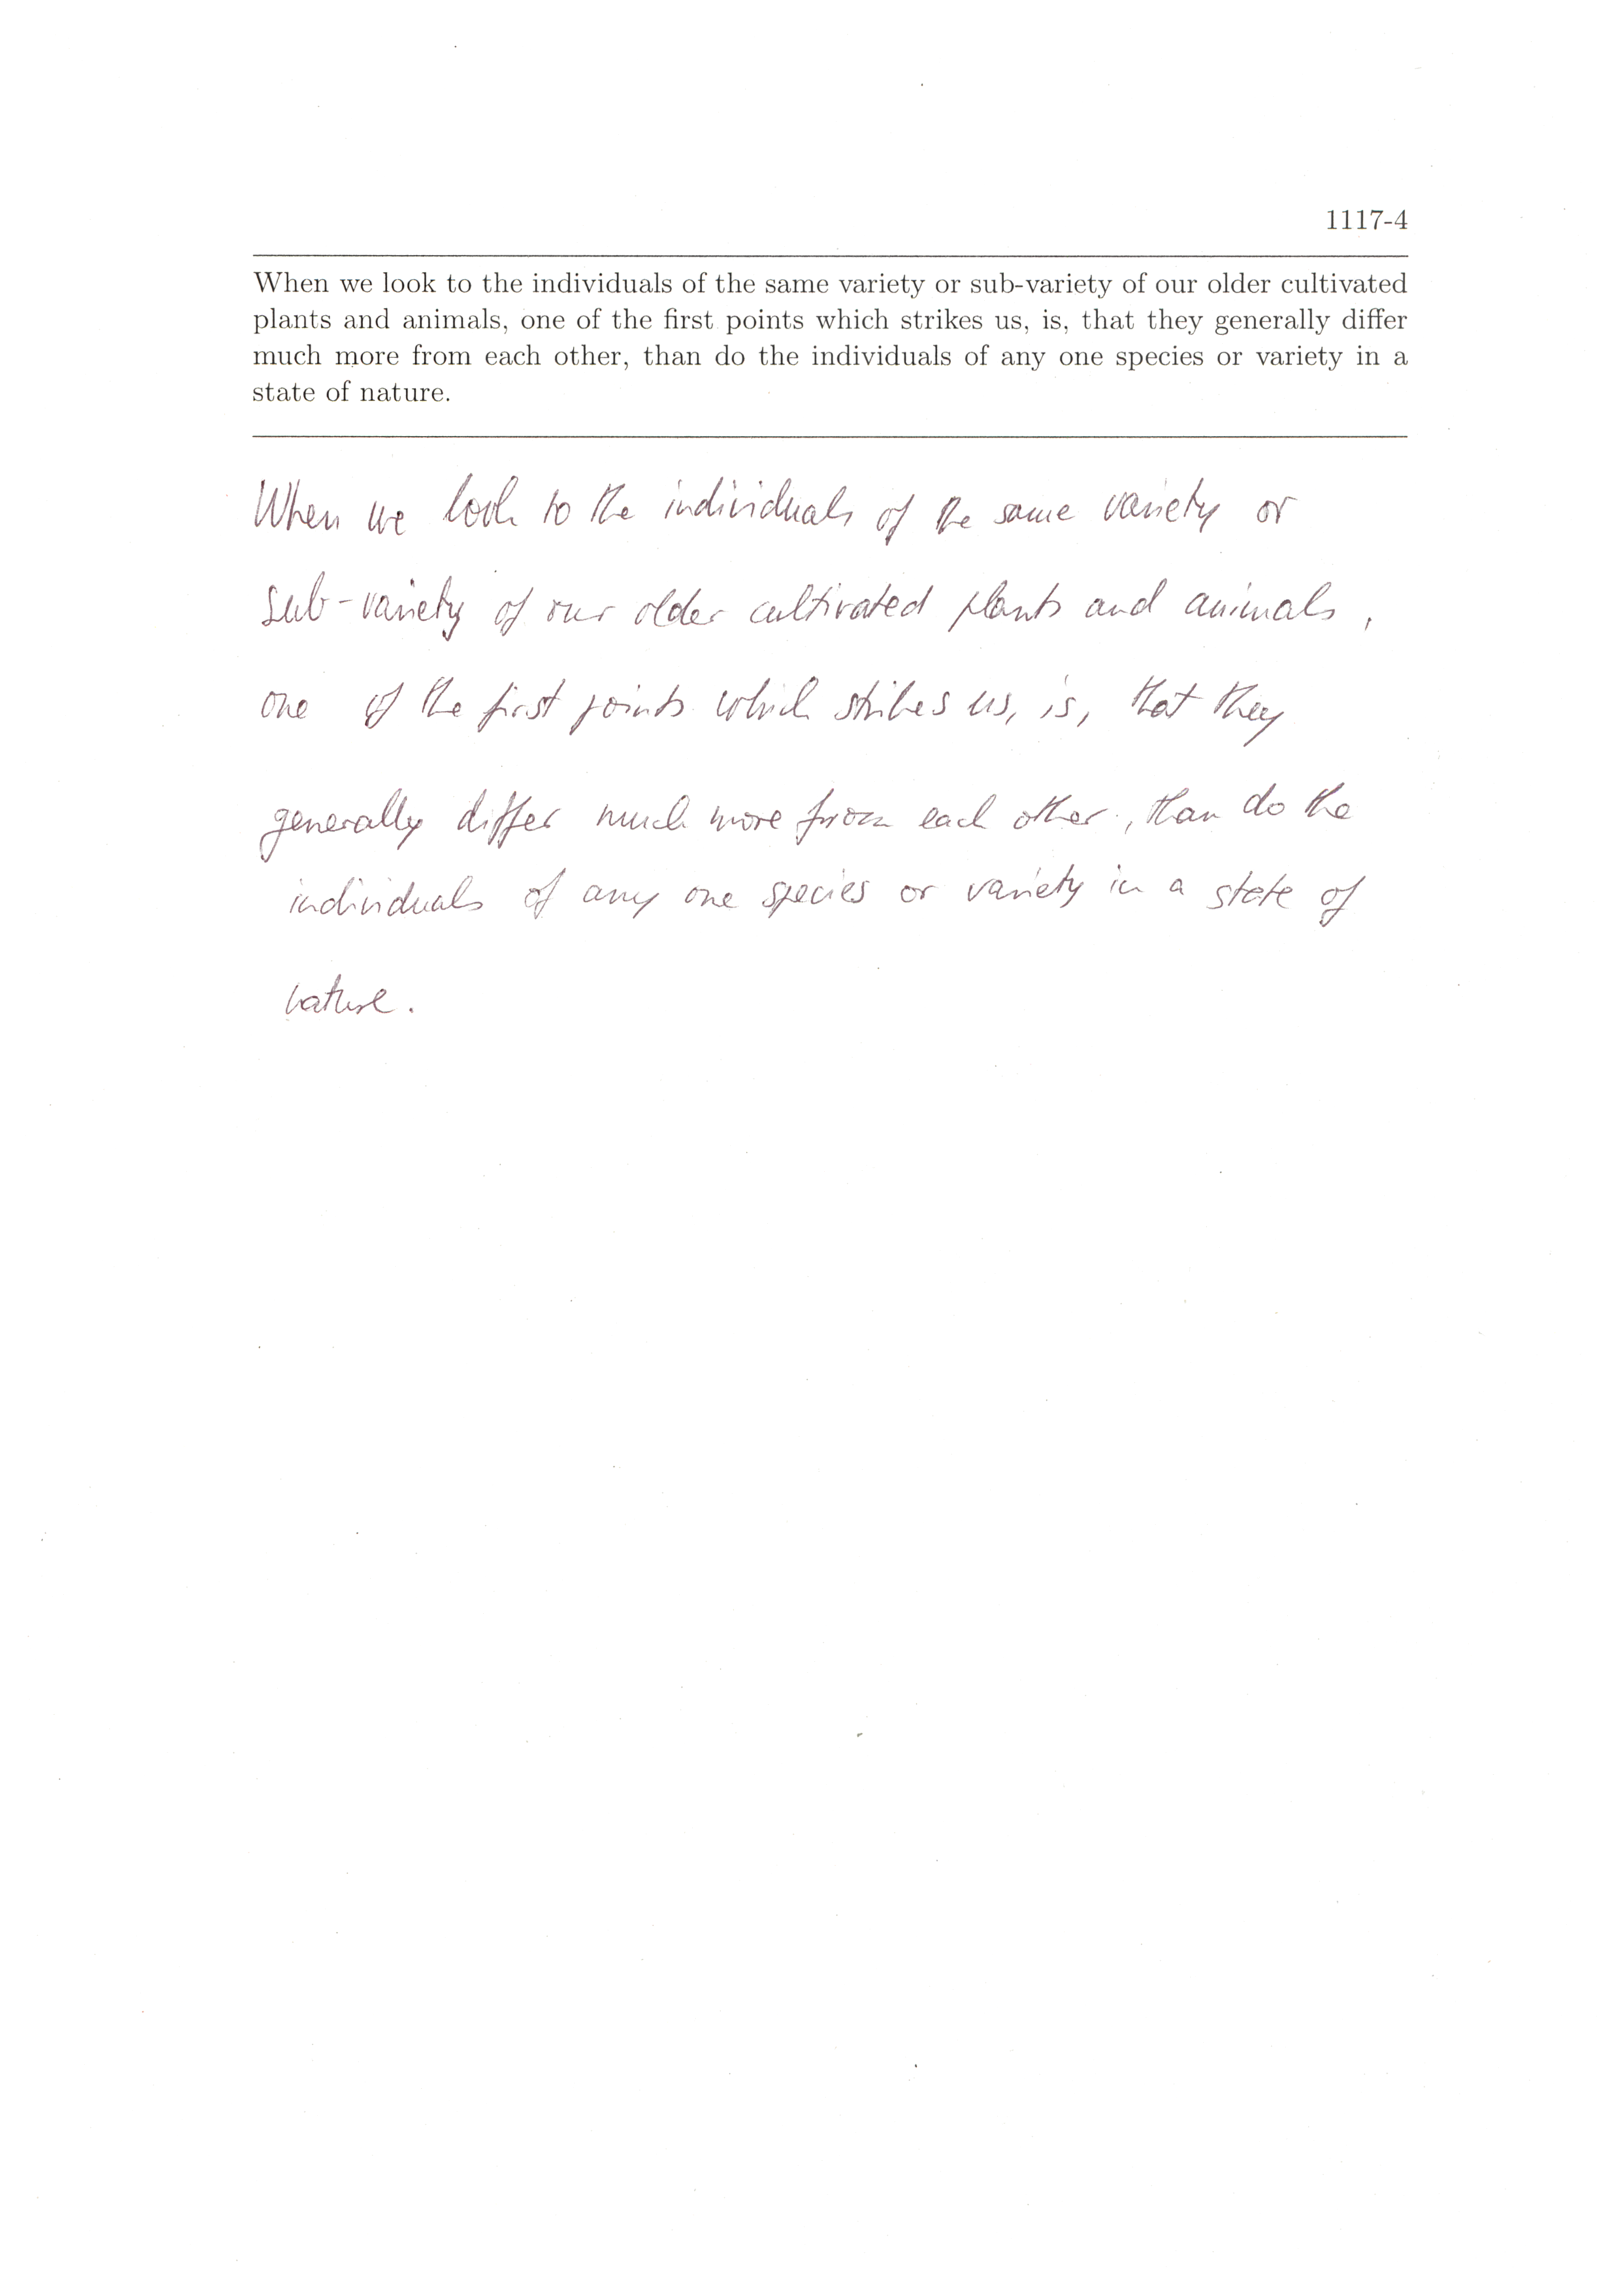 1117-4
When we look to the individuals of the same variety or sub-variety of our older cultivated
plants and animals, one of the first points which strikes us, is, that they generally differ
much more from each other, than do the individuals of any one species or variety in a
state of nature.
When we look to the individuals of the same variety or
sub-variety of our older cultivated plants and animals,
one of the first points which strikes us, is, that they
generally differ much more from each other, than do the
individuals of any one species or variety in a state of
nature.